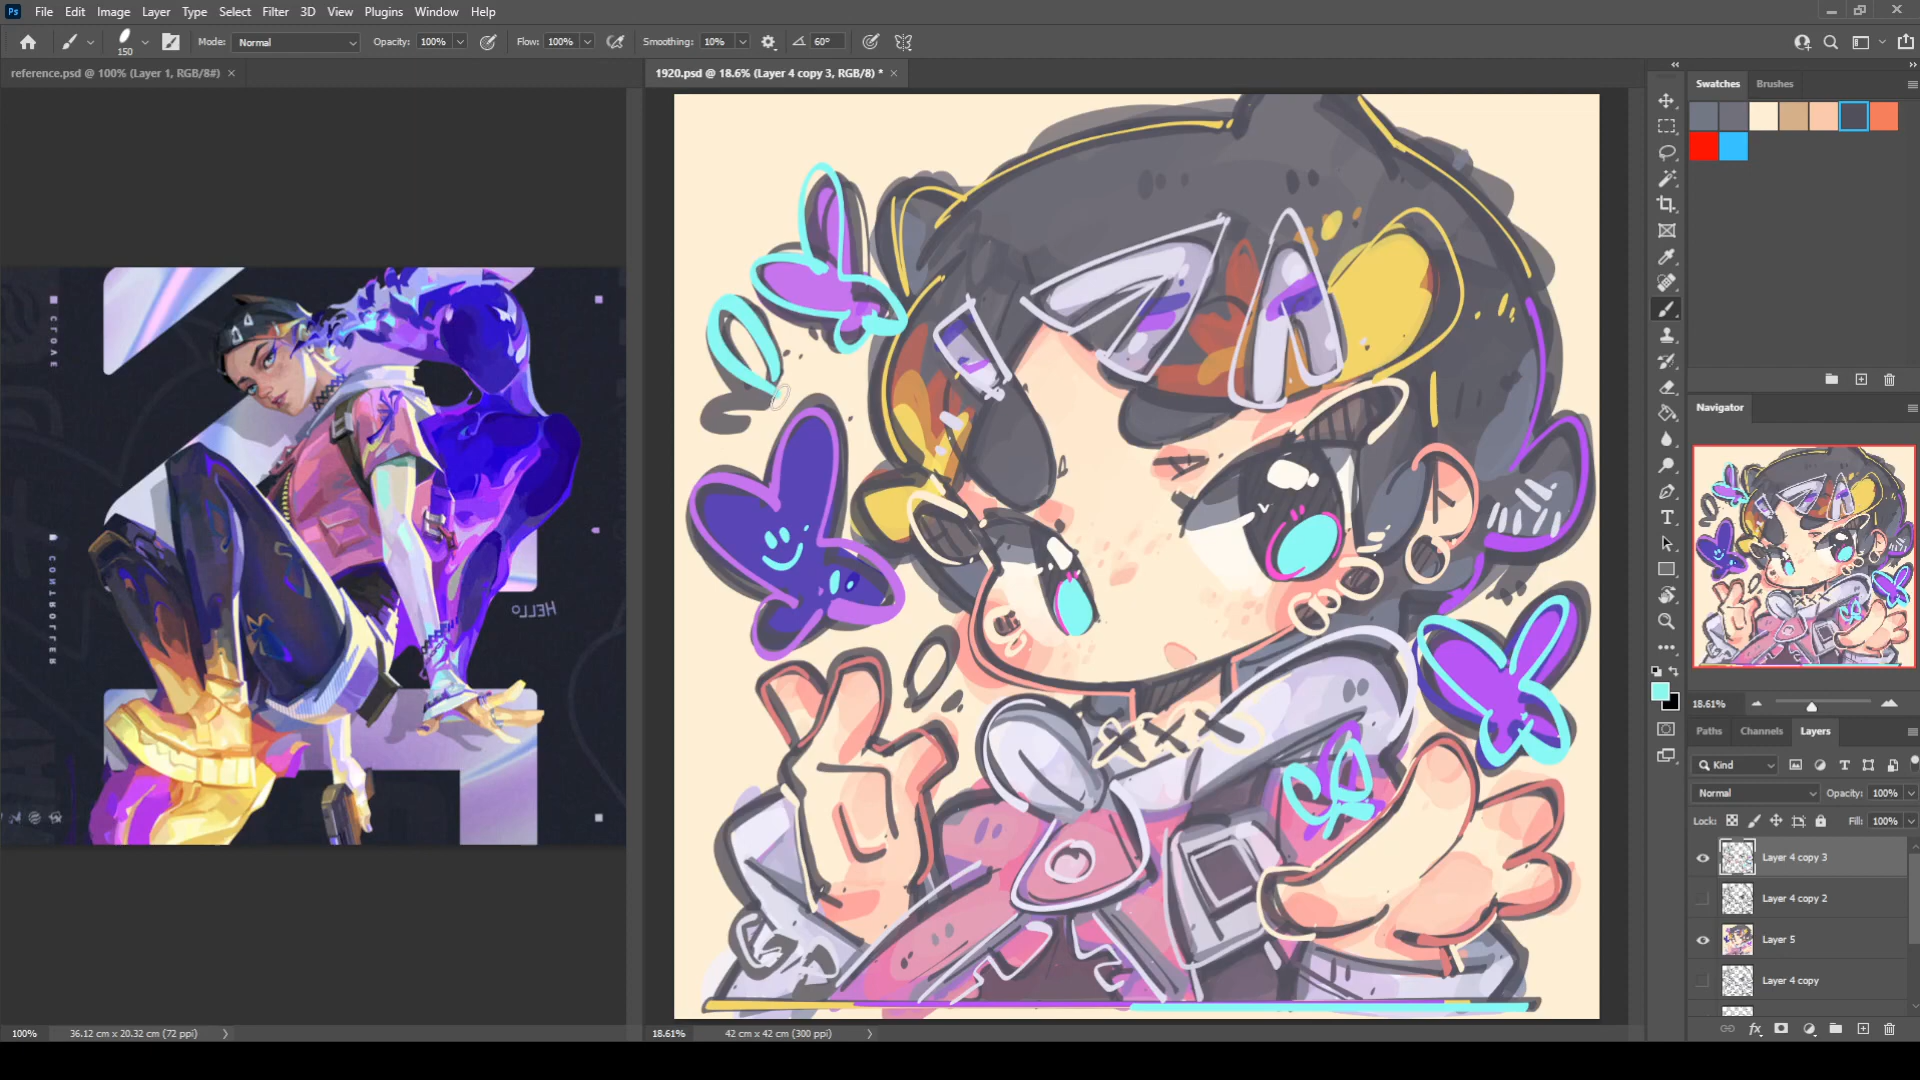 Ps File Edit Image Layer Type Select Filter 3D View Plugins Window Help
150 Mode: Normal Opacity: 100% Flow: 100% Smoothing: 10% 60°
reference.psd @ 100% (Layer 1, RGB/8#) ×
1920.psd @ 18.6% (Layer 4 copy 3, RGB/8) * ×
CROAVE
CONTROLLER
HELLO
100% 36.12 cm x 20.32 cm (72 ppi)
18.61% 42 cm x 42 cm (300 ppi)
Swatches Brushes
Navigator
18.61%
Paths Channels Layers
Kind
Normal Opacity: 100%
Lock: Fill: 100%
Layer 4 copy 3
Layer 4 copy 2
Layer 5
Layer 4 copy